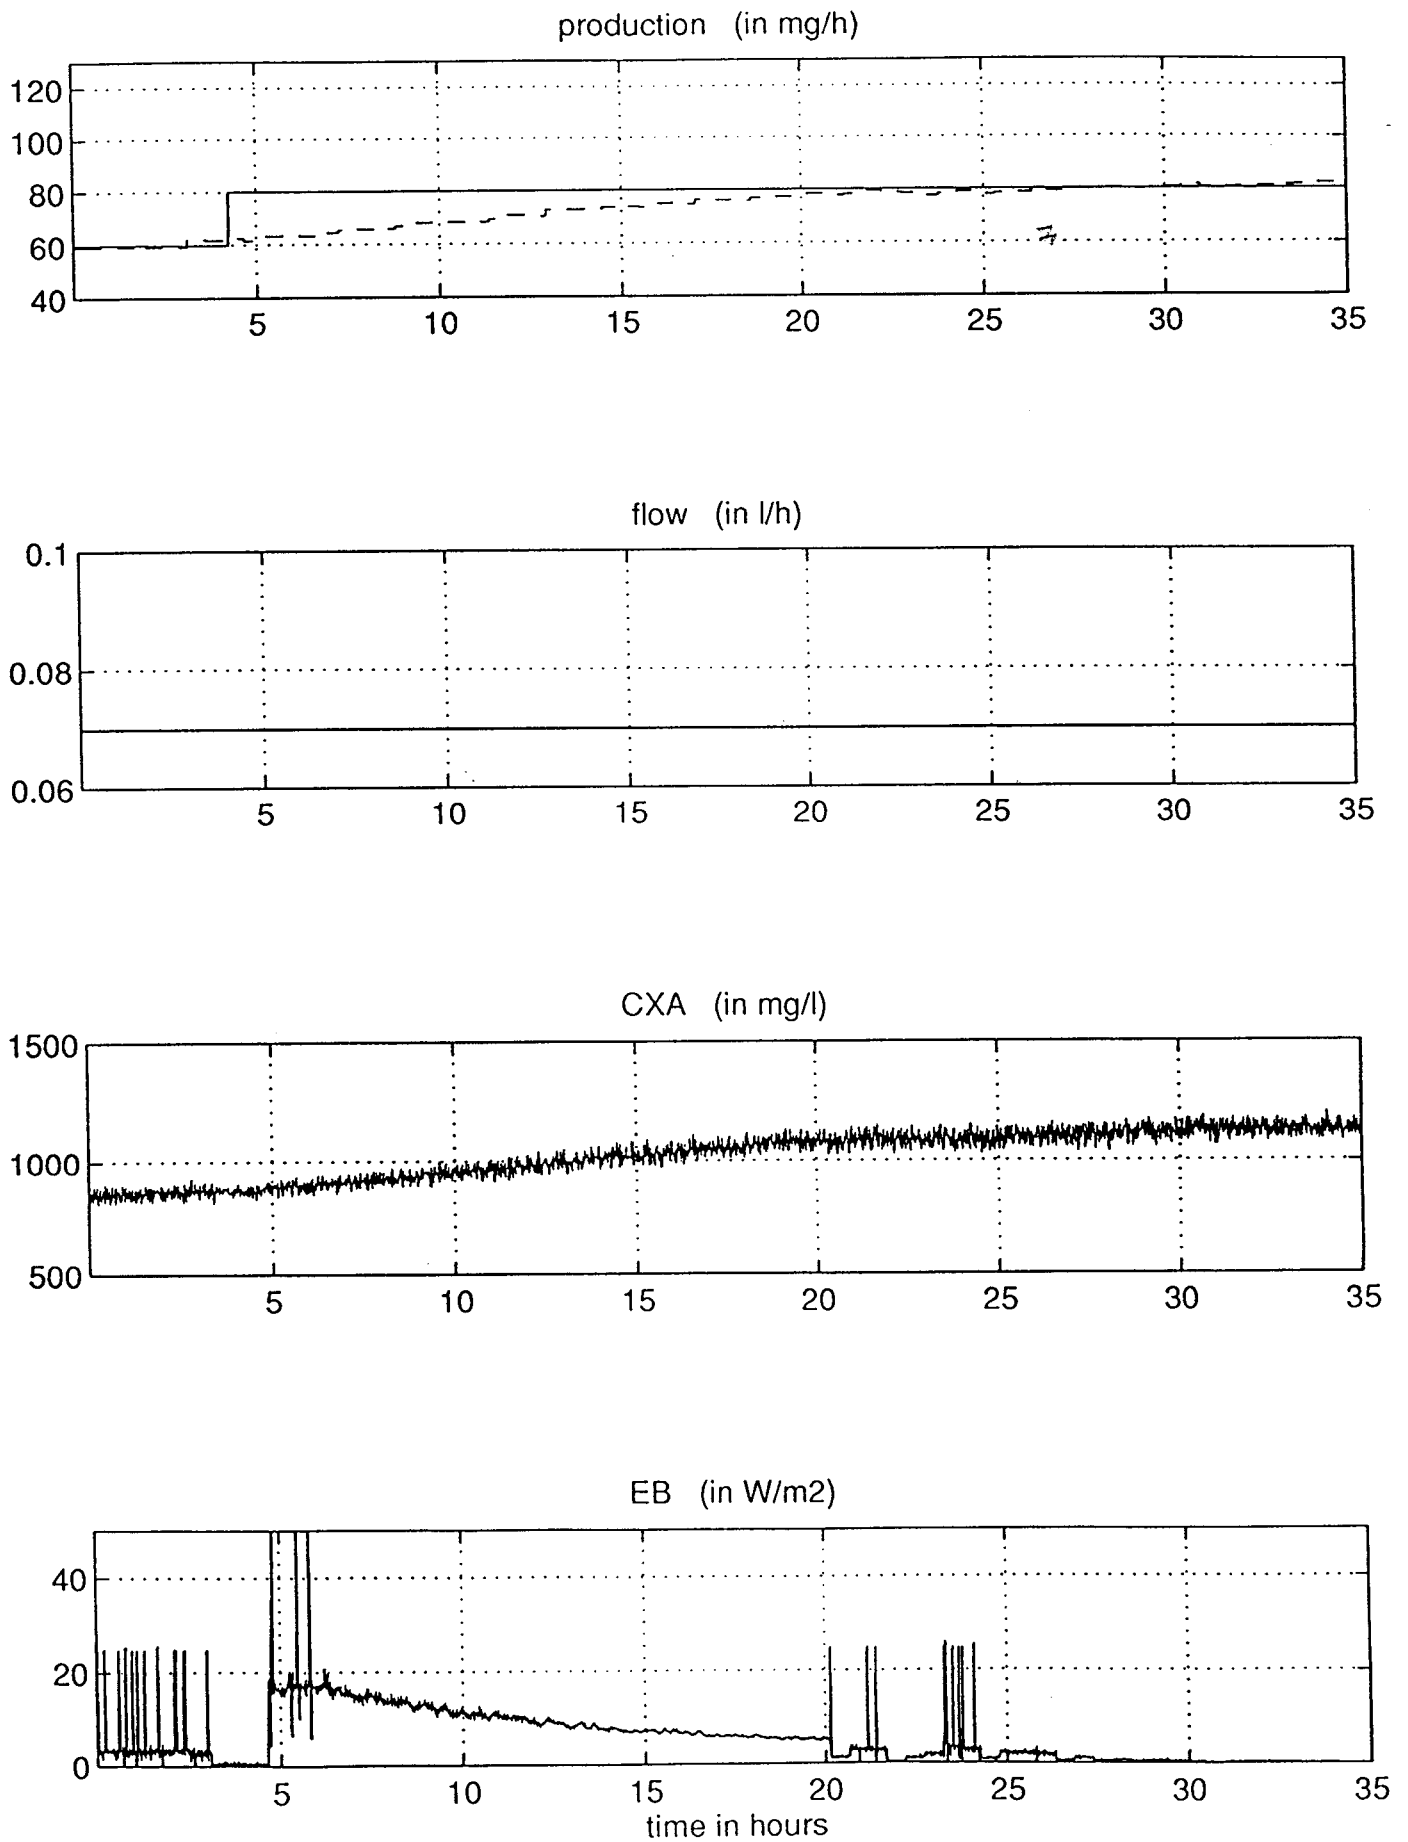 production (in mg/h)
120
100
80
60
40
5 10 15 20 25 30 35
flow (in l/h)
0.1
0.08
0.06
5 10 15 20 25 30 35
CXA (in mg/l)
1500
1000
500
5 10 15 20 25 30 35
EB (in W/m2)
40
20
0
5 10 15 20 25 30 35
time in hours